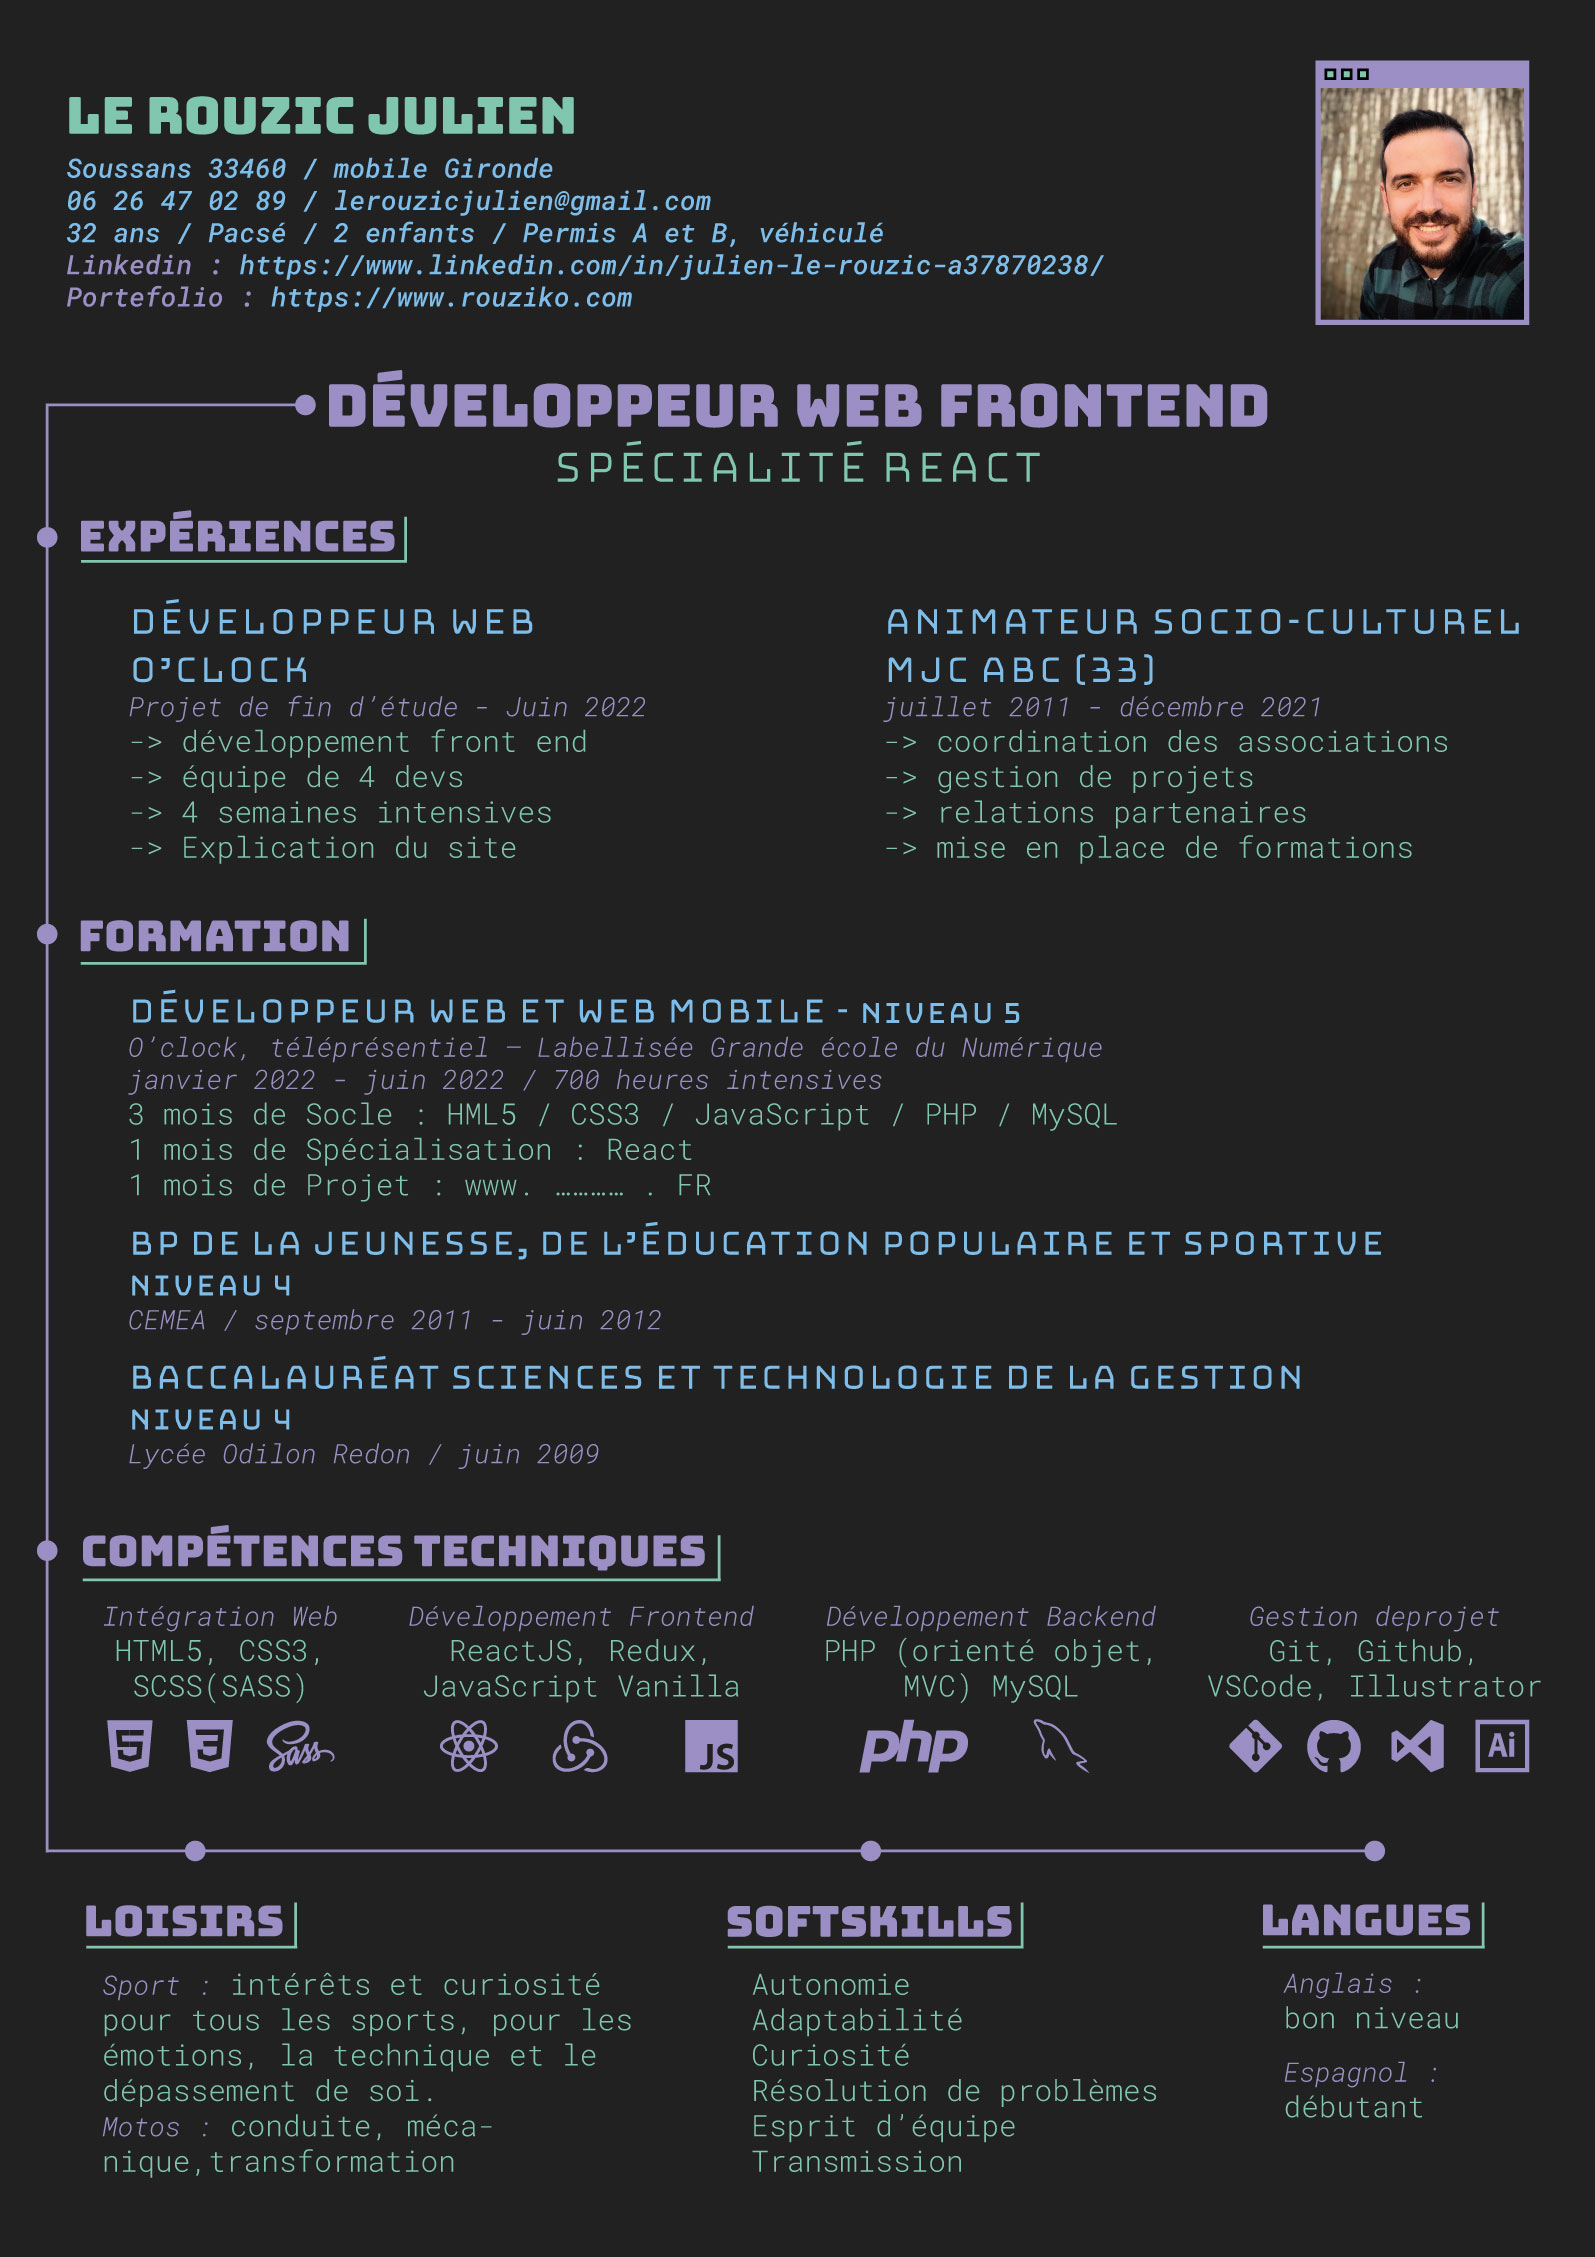 LE ROUZIC JULIEN
Soussans 33460 / mobile Gironde
06 26 47 02 89 / lerouzicjulien@gmail.com
32 ans / Pacsé / 2 enfants / Permis A et B, véhiculé
Linkedin : https://www.linkedin.com/in/julien-le-rouzic-a37870238/
Portefolio : https://www.rouziko.com
DÉVELOPPEUR WEB FRONTEND
SPÉCIALITÉ REACT
EXPÉRIENCES
DÉVELOPPEUR WEB
O'CLOCK
Projet de fin d'étude - Juin 2022
-> développement front end
-> équipe de 4 devs
-> 4 semaines intensives
-> Explication du site
ANIMATEUR SOCIO-CULTUREL
MJC ABC (33)
juillet 2011 - décembre 2021
-> coordination des associations
-> gestion de projets
-> relations partenaires
-> mise en place de formations
FORMATION
DÉVELOPPEUR WEB ET WEB MOBILE - NIVEAU 5
O'clock, téléprésentiel – Labellisée Grande école du Numérique
janvier 2022 - juin 2022 / 700 heures intensives
3 mois de Socle : HML5 / CSS3 / JavaScript / PHP / MySQL
1 mois de Spécialisation : React
1 mois de Projet : www. ………… . FR
BP DE LA JEUNESSE, DE L'ÉDUCATION POPULAIRE ET SPORTIVE
NIVEAU 4
CEMEA / septembre 2011 - juin 2012
BACCALAURÉAT SCIENCES ET TECHNOLOGIE DE LA GESTION
NIVEAU 4
Lycée Odilon Redon / juin 2009
COMPÉTENCES TECHNIQUES
Intégration Web
HTML5, CSS3,
SCSS(SASS)
Sass
Développement Frontend
ReactJS, Redux,
JavaScript Vanilla
JS
Développement Backend
PHP (orienté objet,
MVC) MySQL
php
Gestion deprojet
Git, Github,
VSCode, Illustrator
Ai
LOISIRS
Sport : intérêts et curiosité
pour tous les sports, pour les
émotions, la technique et le
dépassement de soi.
Motos : conduite, méca-
nique,transformation
SOFTSKILLS
Autonomie
Adaptabilité
Curiosité
Résolution de problèmes
Esprit d'équipe
Transmission
LANGUES
Anglais :
bon niveau
Espagnol :
débutant